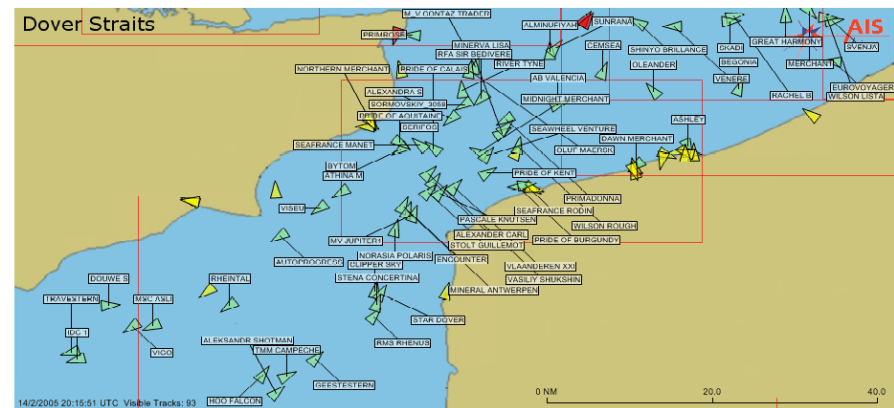 Dover Straits
M_V CONTAZ TRADER
ALMINUFIYAH
SUNRANA
AIS
PRIMROSE
MINERVA LISA
RFA SIR BEDIVERE
CEMSEA
SHINYO BRILLANCE
SKADI
GREAT HARMONY
SVENJA
NORTHERN MERCHANT
PRIDE OF CALAIS
RIVER TYNE
OLEANDER
BEGONIA
MERCHANT
AB VALENCIA
VENERE
EUROVOYAGER
ALEXANDRA S
MIDNIGHT MERCHANT
RACHEL B
WILSON LISTA
SORMOVSKIY_3058
PRIDE OF AQUITAINE
ASHLEY
SERIFOS
SEAWHEEL VENTURE
DAWN MERCHANT
SEAFRANCE MANET
OLUF MAERSK
BYTOM
ATHINA M
PRIDE OF KENT
PRIMADONNA
VISEU
SEAFRANCE RODIN
PASCALE KNUTSEN
WILSON ROUGH
ALEXANDER CARL
MV JUPITER1
PRIDE OF BURGUNDY
STOLT GUILLEMOT
NORASIA POLARIS
ENCOUNTER
AUTOPROGRESS
CLIPPER SKY
VLAANDEREN XXI
STENA CONCERTINA
VASILIY SHUKSHIN
DOUWE S
RHEINTAL
MINERAL ANTWERPEN
TRAVESTERN
MSC ASLI
STAR DOVER
IDC 1
ALEKSANDR SHOTMAN
RMS RHENUS
VICO
TMM CAMPECHE
GEESTESTERN
HOO FALCON
0 NM
20.0
40.0
14/2/2005 20:15:51 UTC Visible Tracks: 93